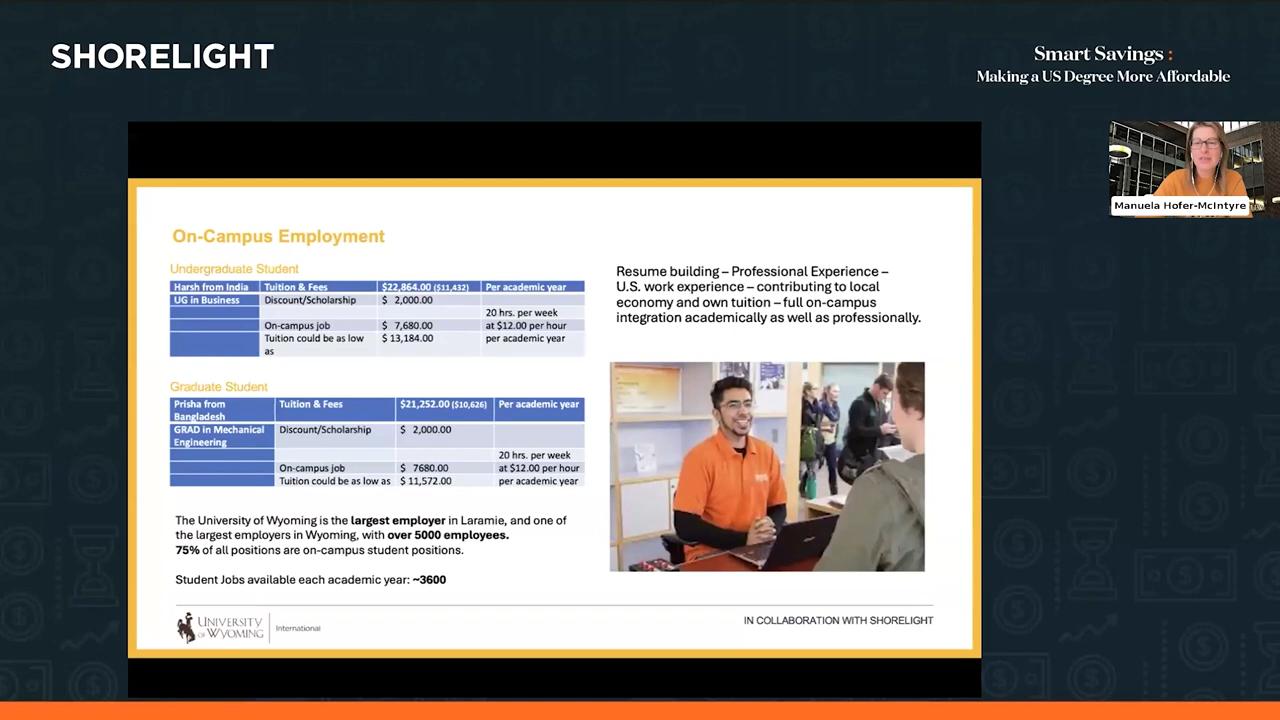 SHORELIGHT
Smart Savings :
Making a US Degree More Affordable
Manuela Hofer-McIntyre
On-Campus Employment
Undergraduate Student
Harsh from India Tuition & Fees $22,864.00 ($11,432) Per academic year
UG in Business Discount/Scholarship $ 2,000.00
20 hrs. per week
On-campus job $ 7,680.00 at $12.00 per hour
Tuition could be as low $ 13,184.00 per academic year
as
Graduate Student
Prisha from Tuition & Fees $21,252.00 ($10,626) Per academic year
Bangladesh
GRAD in Mechanical Discount/Scholarship $ 2,000.00
Engineering
20 hrs. per week
On-campus job $ 7680.00 at $12.00 per hour
Tuition could be as low as $ 11,572.00 per academic year
The University of Wyoming is the largest employer in Laramie, and one of
the largest employers in Wyoming, with over 5000 employees.
75% of all positions are on-campus student positions.
Student Jobs available each academic year: ~3600
Resume building – Professional Experience –
U.S. work experience – contributing to local
economy and own tuition – full on-campus
integration academically as well as professionally.
UNIVERSITY
OF WYOMING
International
IN COLLABORATION WITH SHORELIGHT